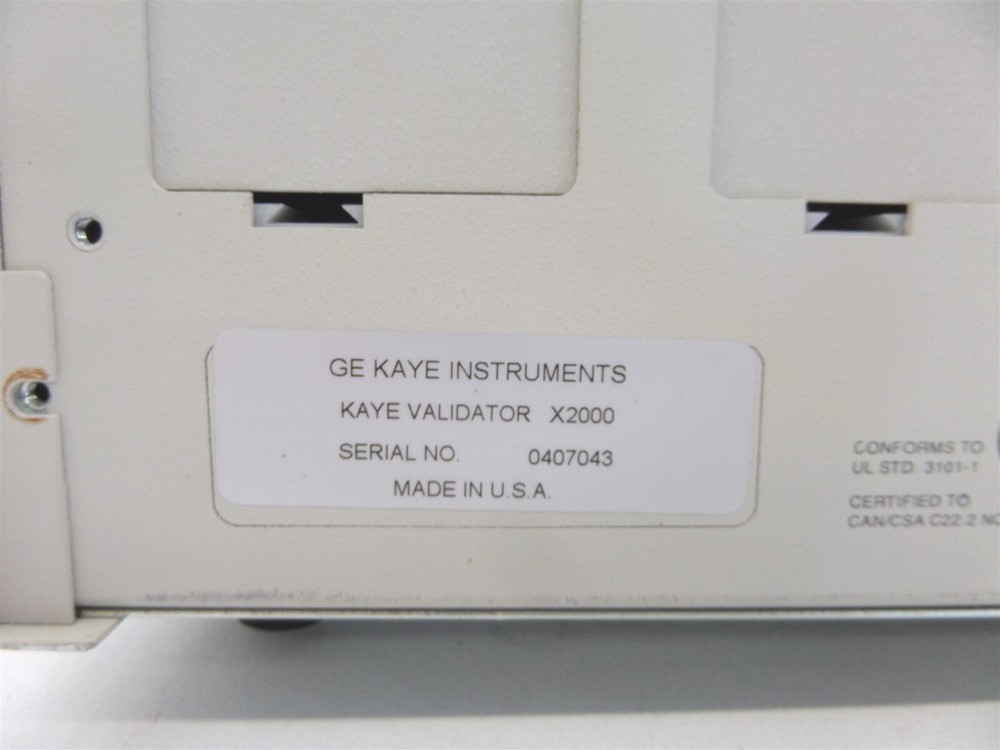 GE KAYE INSTRUMENTS
KAYE VALIDATOR X2000
SERIAL NO. 0407043
MADE IN U.S.A.
CONFORMS TO
UL STD. 3101-1
CERTIFIED TO
CAN/CSA C22.2